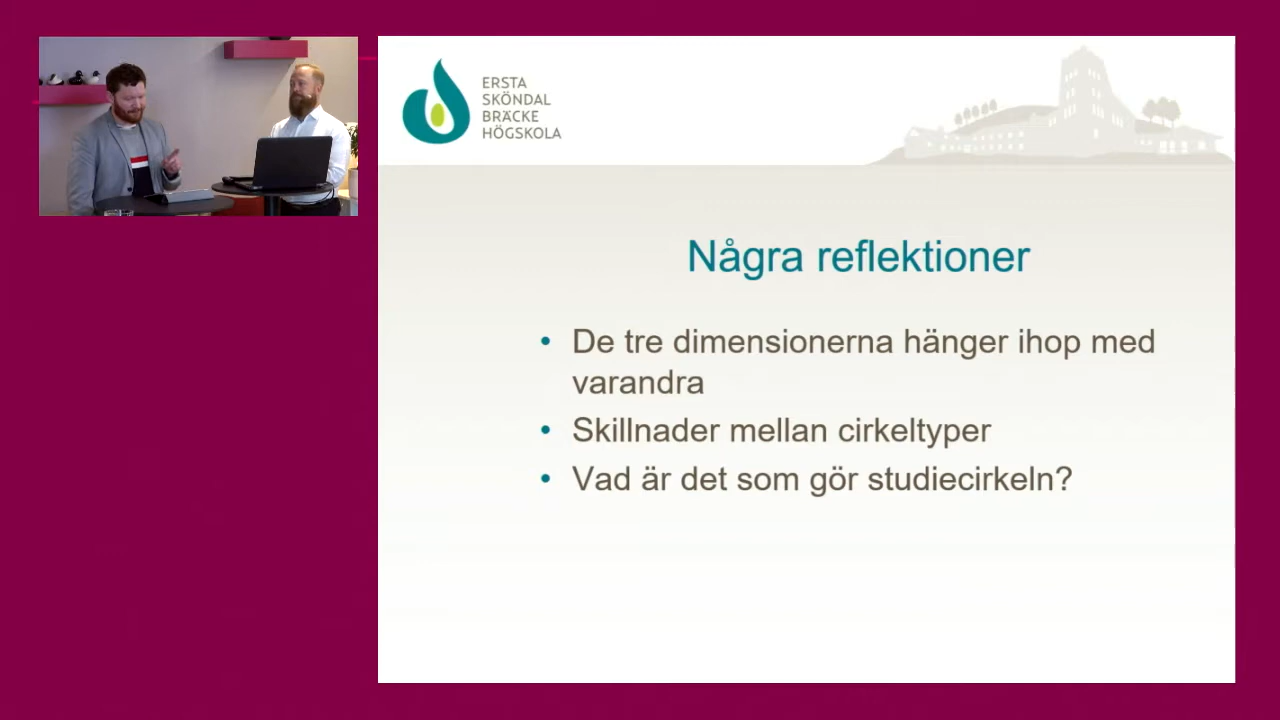 ERSTA
SKÖNDAL
BRÄCKE
HÖGSKOLA
Några reflektioner
• De tre dimensionerna hänger ihop med
varandra
• Skillnader mellan cirkeltyper
• Vad är det som gör studiecirkeln?